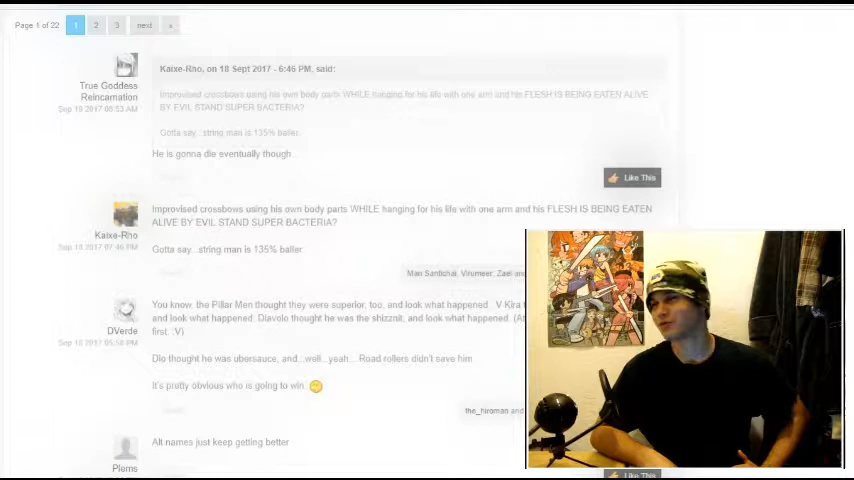 Page 1 of 22 1 2 3 next »
Kaixe-Rho, on 18 Sept 2017 - 6:46 PM, said:
True Goddess
Reincarnation
Sep 19 2017 06:53 AM
Improvised crossbows using his own body parts WHILE hanging for his life with one arm and his FLESH IS BEING EATEN ALIVE
BY EVIL STAND SUPER BACTERIA?
Gotta say...string man is 135% baller.
He is gonna die eventually though
Like This
Kaixe-Rho
Sep 18 2017 07:46 PM
Improvised crossbows using his own body parts WHILE hanging for his life with one arm and his FLESH IS BEING EATEN
ALIVE BY EVIL STAND SUPER BACTERIA?
Gotta say...string man is 135% baller.
Man Santichai, Virumeer, Zael and
DVerde
Sep 18 2017 05:58 PM
You know, the Pillar Men thought they were superior, too, and look what happened. :V Kira t
and look what happened. Diavolo thought he was the shizznit, and look what happened. (At
first. :V)
Dio thought he was ubersauce, and...well...yeah....Road rollers didn't save him
It's pretty obvious who is going to win.
the_hiroman and
Plems
Alt names just keep getting better
Like This